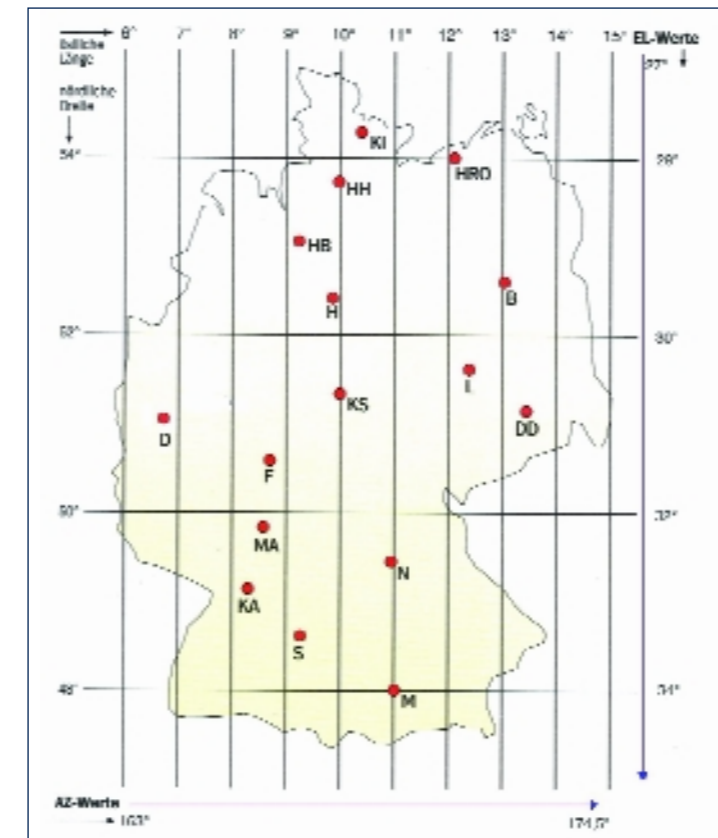 6° 7° 8° 9° 10° 11° 12° 13° 14° 15° EL-Werte
östliche
Länge
27°
nördliche
Breite
KI
54° 28°
HRO
HH
HB
B
H
52° 30°
L
KS
D DD
F
50° 32°
MA
N
KA
S
48° 34°
M
AZ-Werte
163° 174,5°